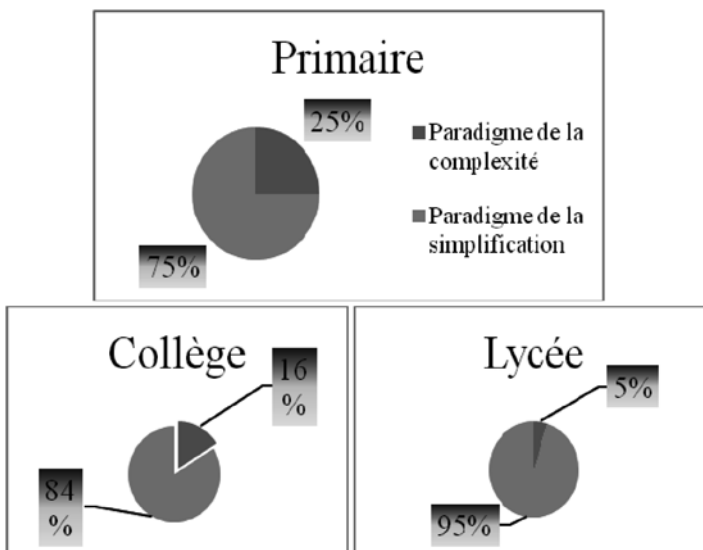 Primaire
25%
Paradigme de la
complexité
Paradigme de la
simplification
75%
Collège
16
%
84
%
Lycée
5%
95%